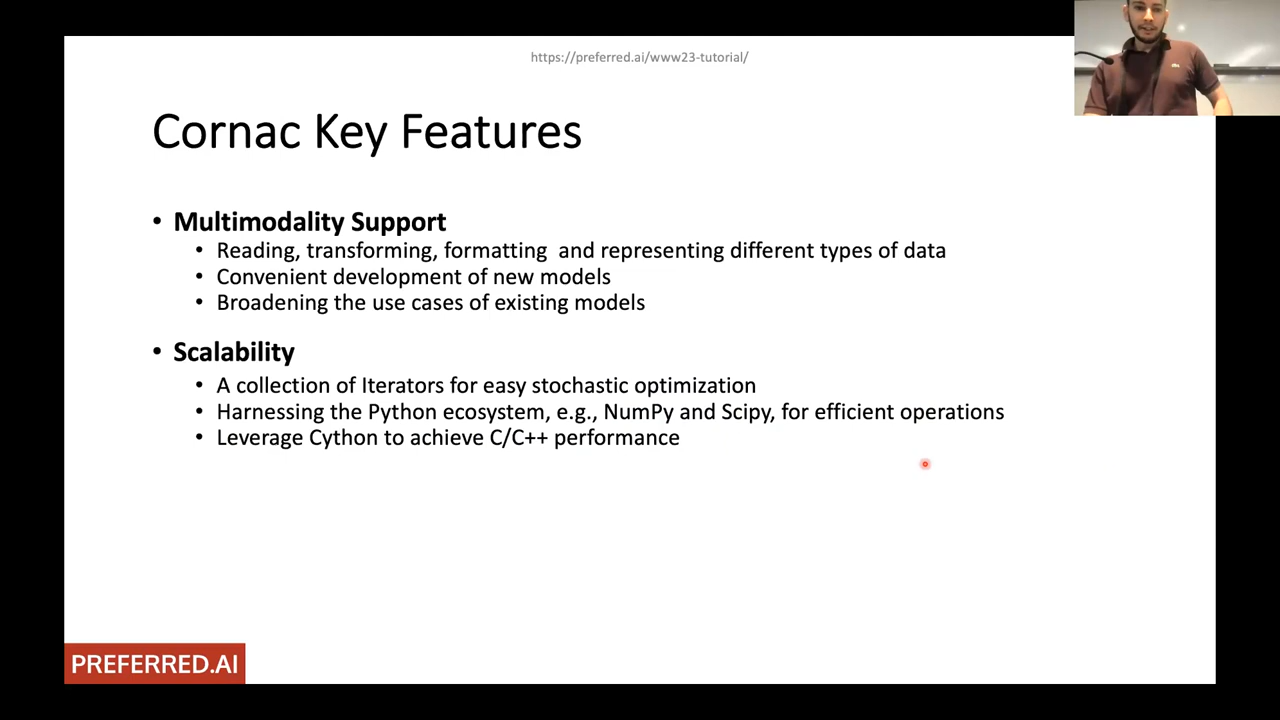 https://preferred.ai/www23-tutorial/
Cornac Key Features
• Multimodality Support
• Reading, transforming, formatting  and representing different types of data
• Convenient development of new models
• Broadening the use cases of existing models
• Scalability
• A collection of Iterators for easy stochastic optimization
• Harnessing the Python ecosystem, e.g., NumPy and Scipy, for efficient operations
• Leverage Cython to achieve C/C++ performance
PREFERRED.AI